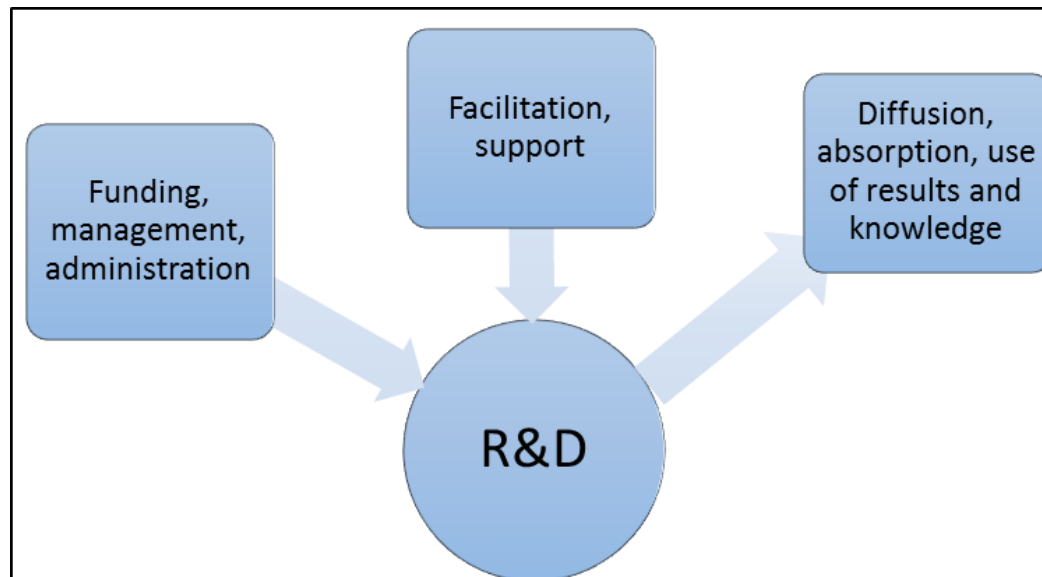 Funding,
management,
administration
Facilitation,
support
Diffusion,
absorption, use
of results and
knowledge
R&D